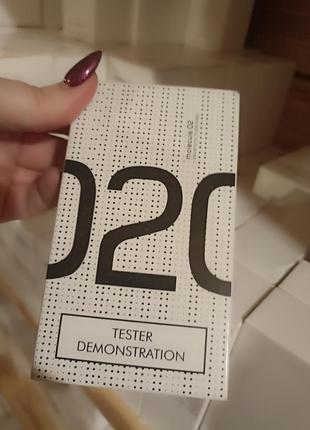 molecule 02
020
TESTER
DEMONSTRATION